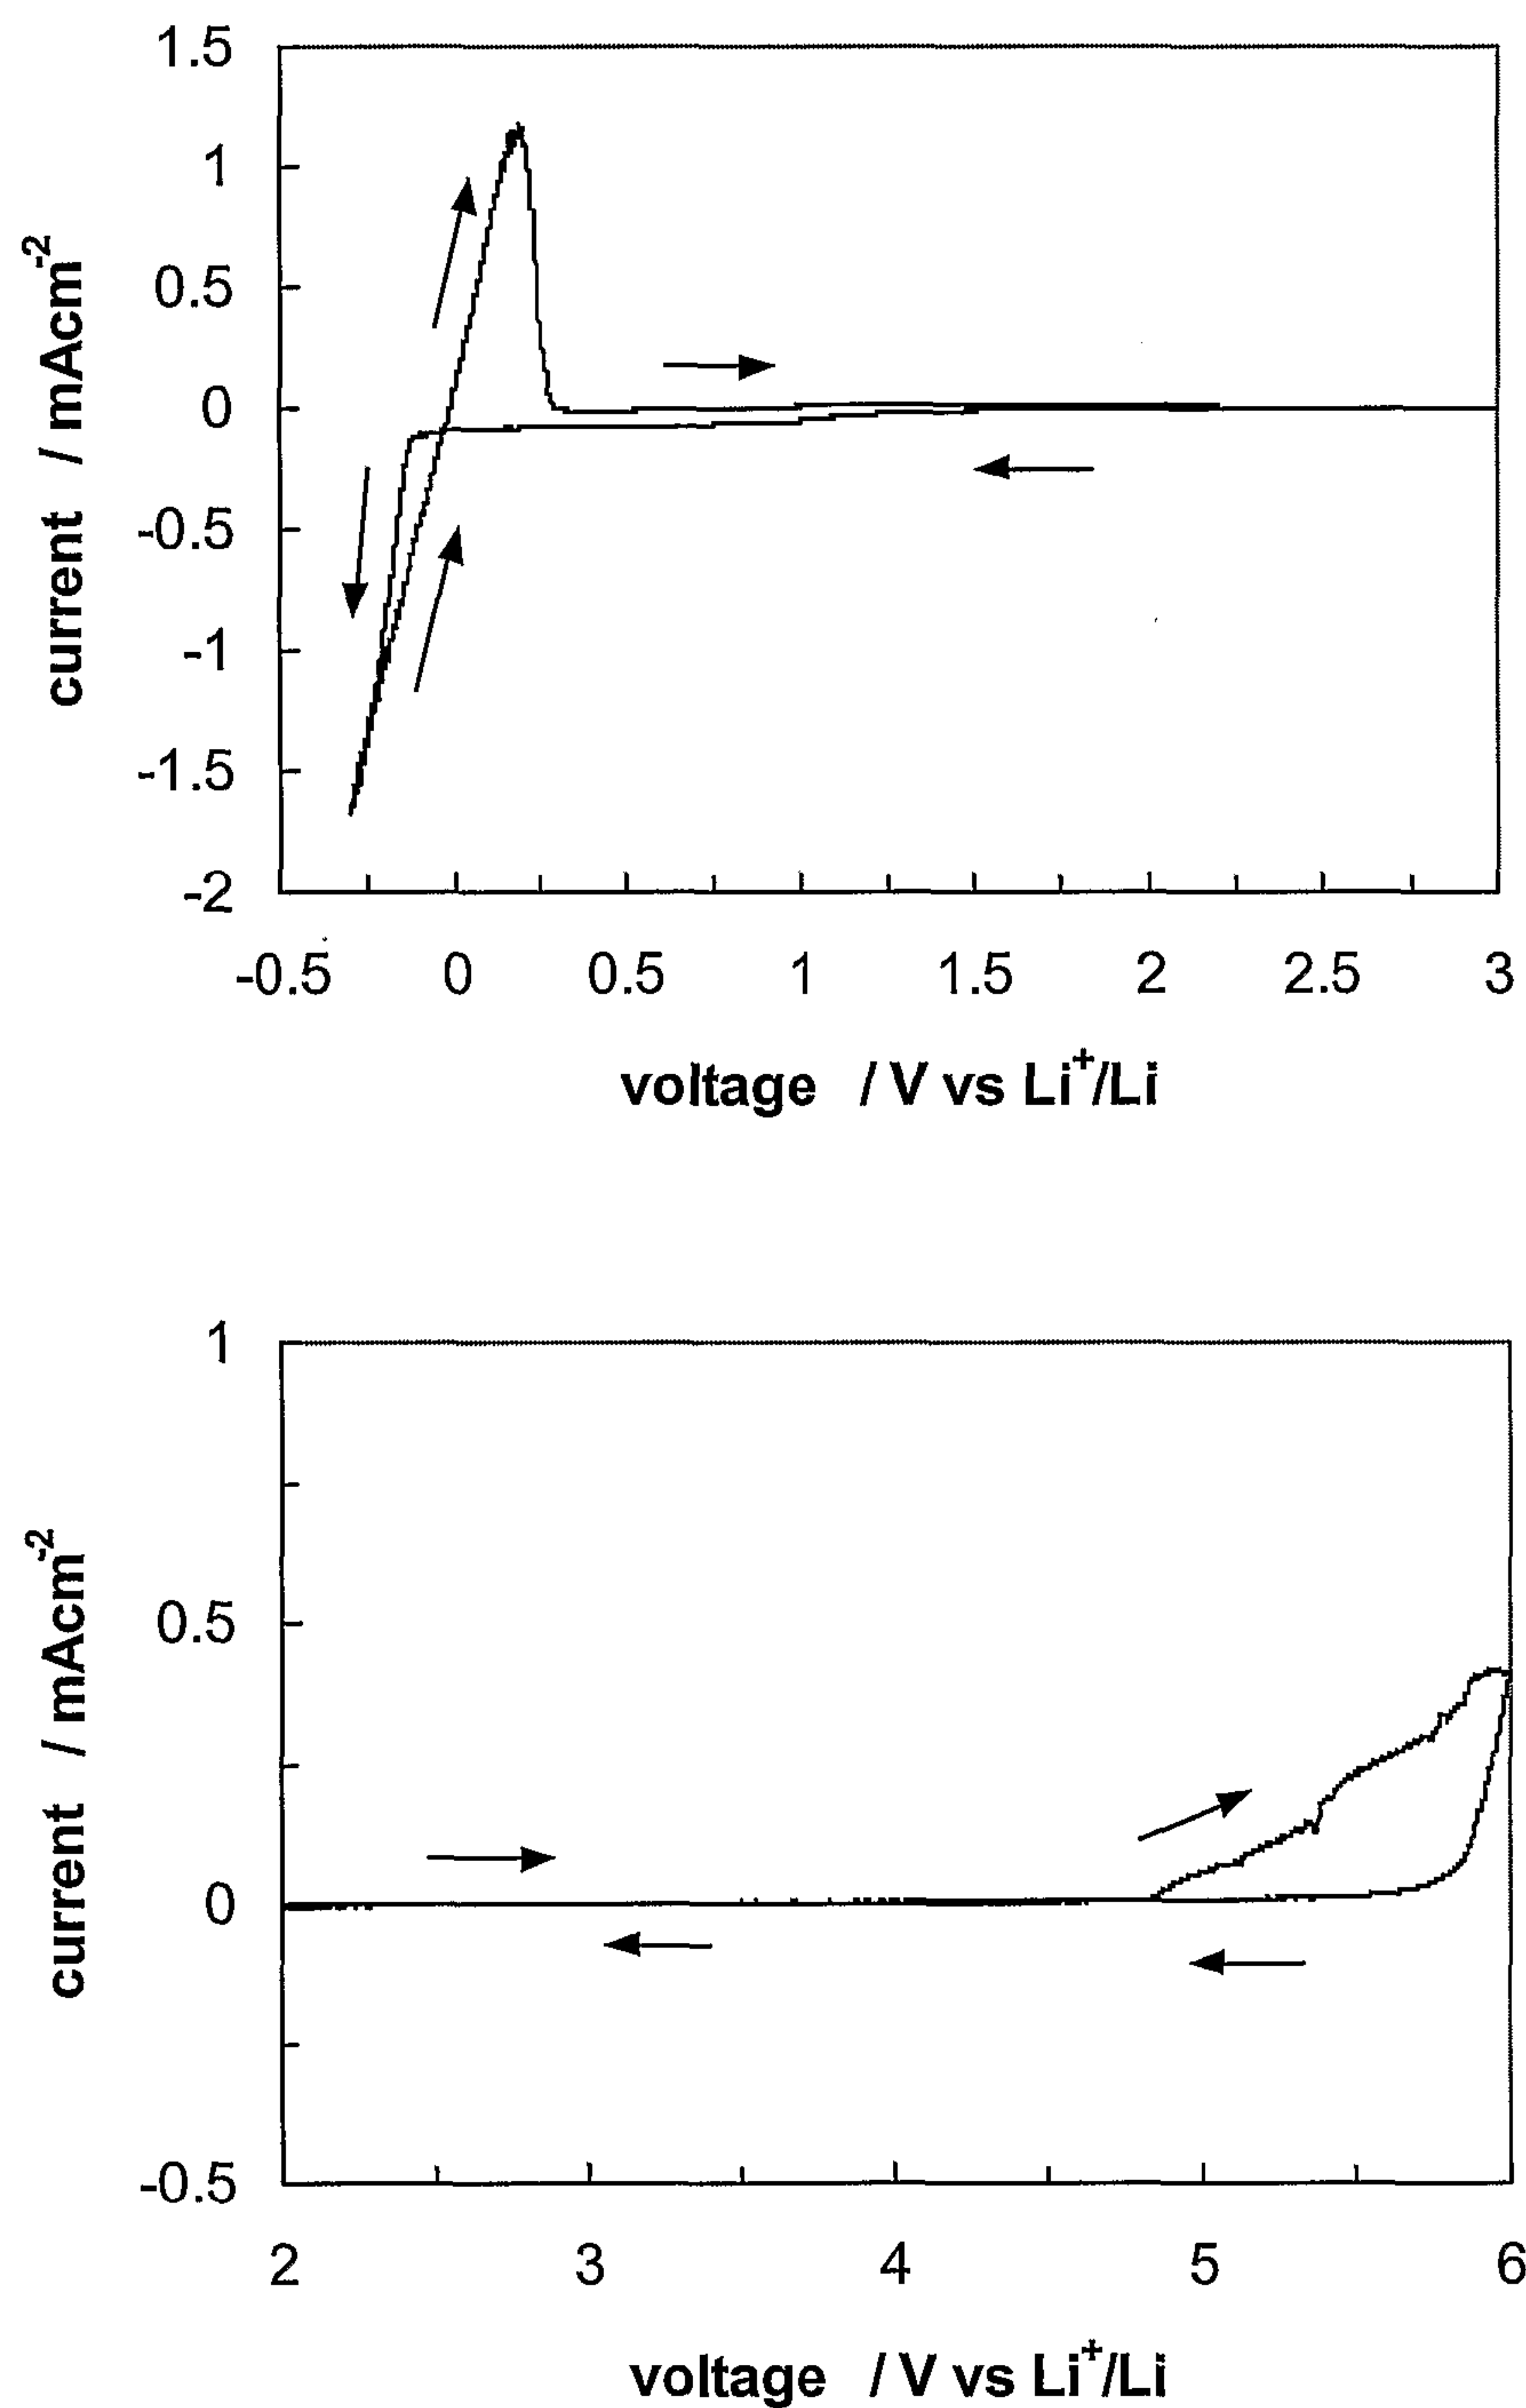 1.5
1
0.5
0
-0.5
-1
-1.5
-2
current / mAcm-2
-0.5 0 0.5 1 1.5 2 2.5 3
voltage / V vs Li+/Li
1
0.5
0
-0.5
current / mAcm-2
2 3 4 5 6
voltage / V vs Li+/Li